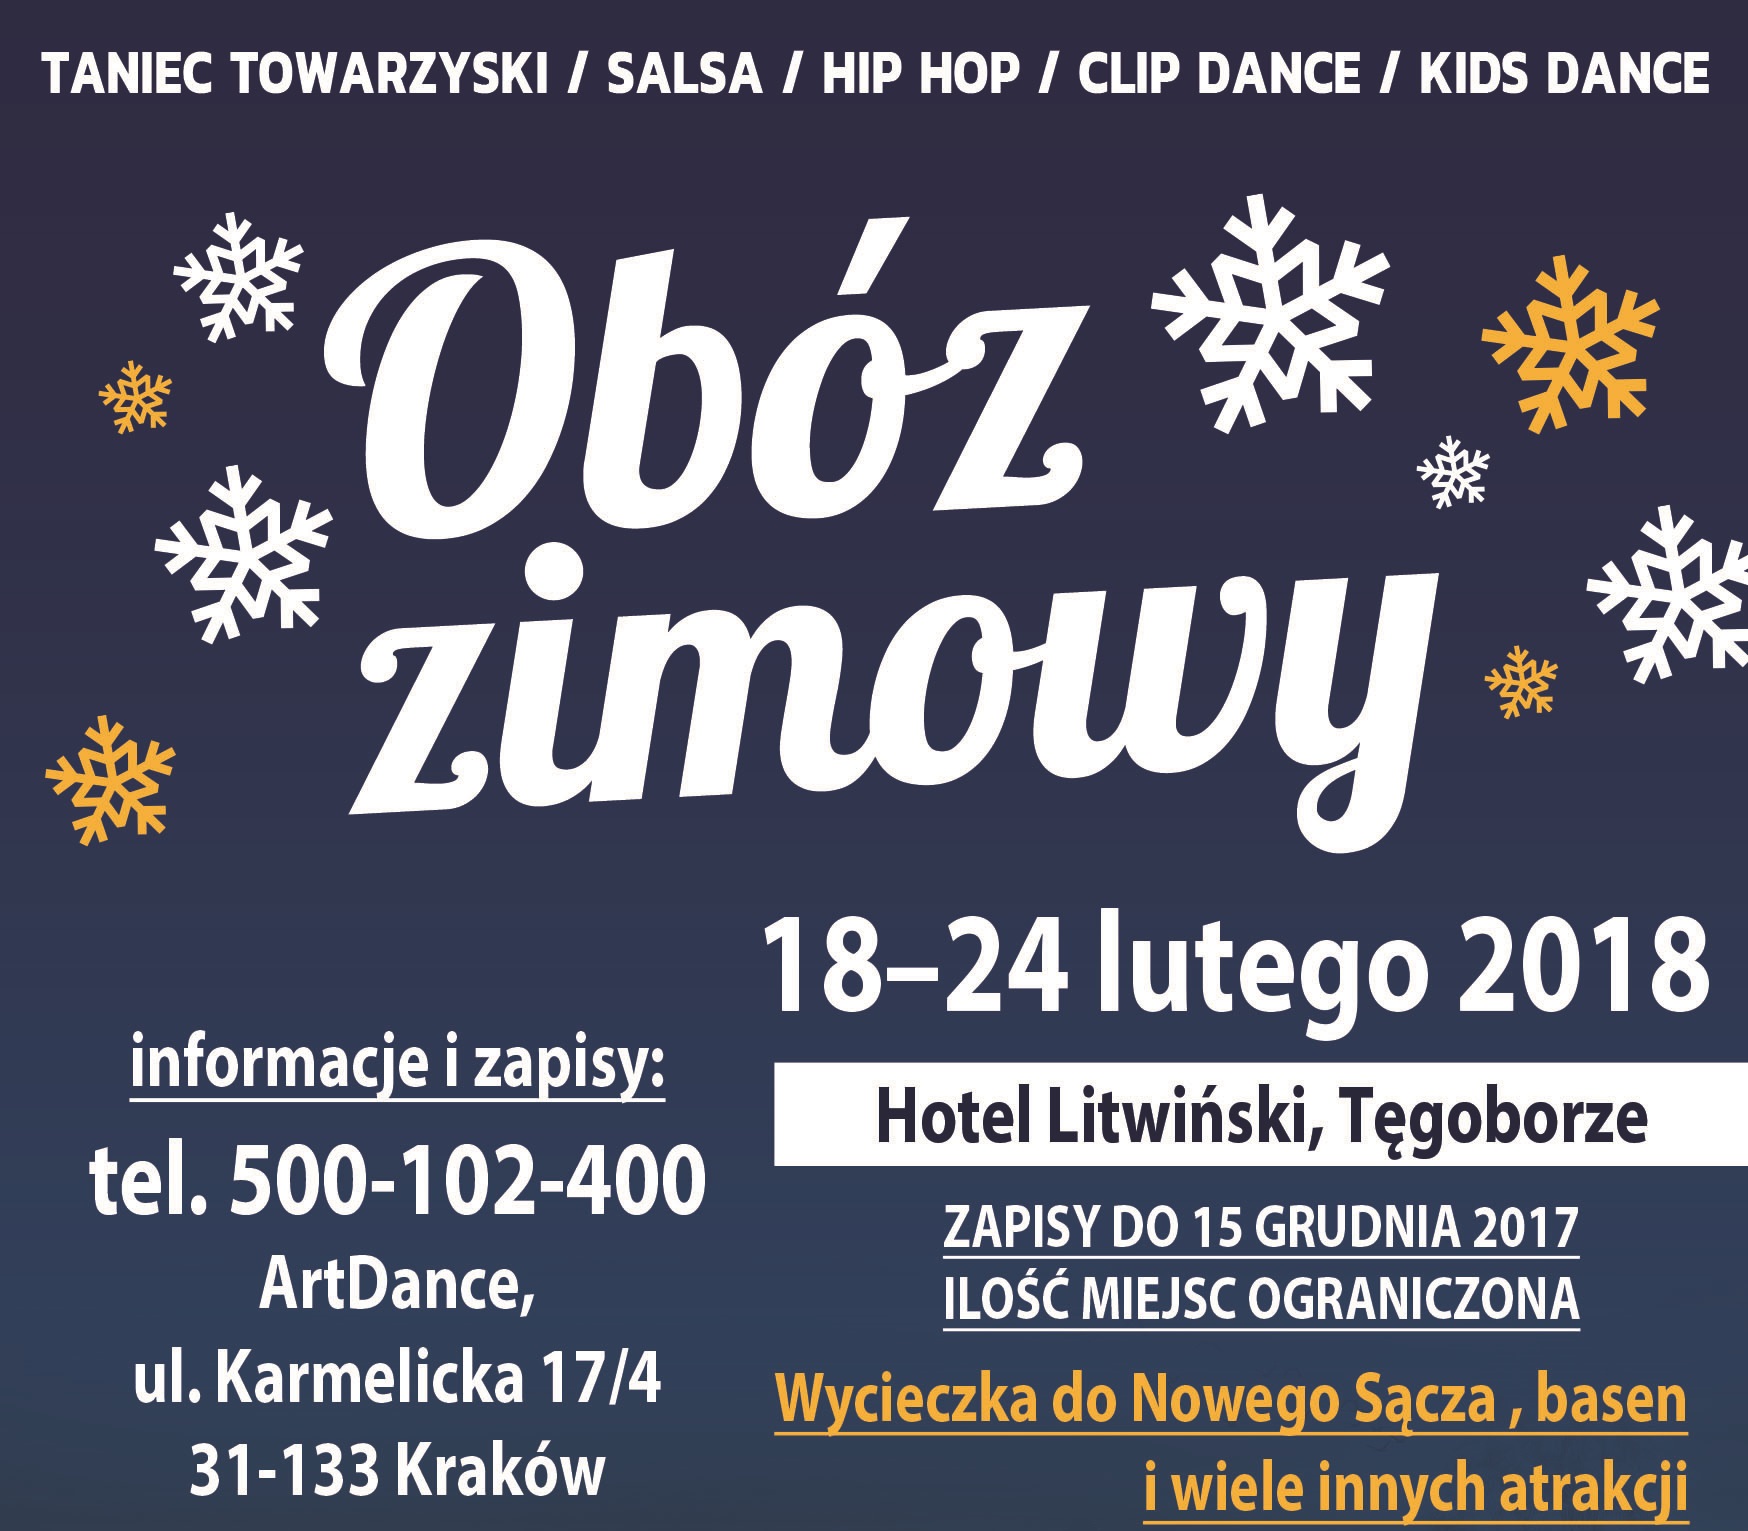 TANIEC TOWARZYSKI / SALSA / HIP HOP / CLIP DANCE / KIDS DANCE
Obóz
zimowy
18–24 lutego 2018
Hotel Litwiński, Tęgoborze
ZAPISY DO 15 GRUDNIA 2017
ILOŚĆ MIEJSC OGRANICZONA
Wycieczka do Nowego Sącza , basen
i wiele innych atrakcji
informacje i zapisy:
tel. 500-102-400
ArtDance,
ul. Karmelicka 17/4
31-133 Kraków